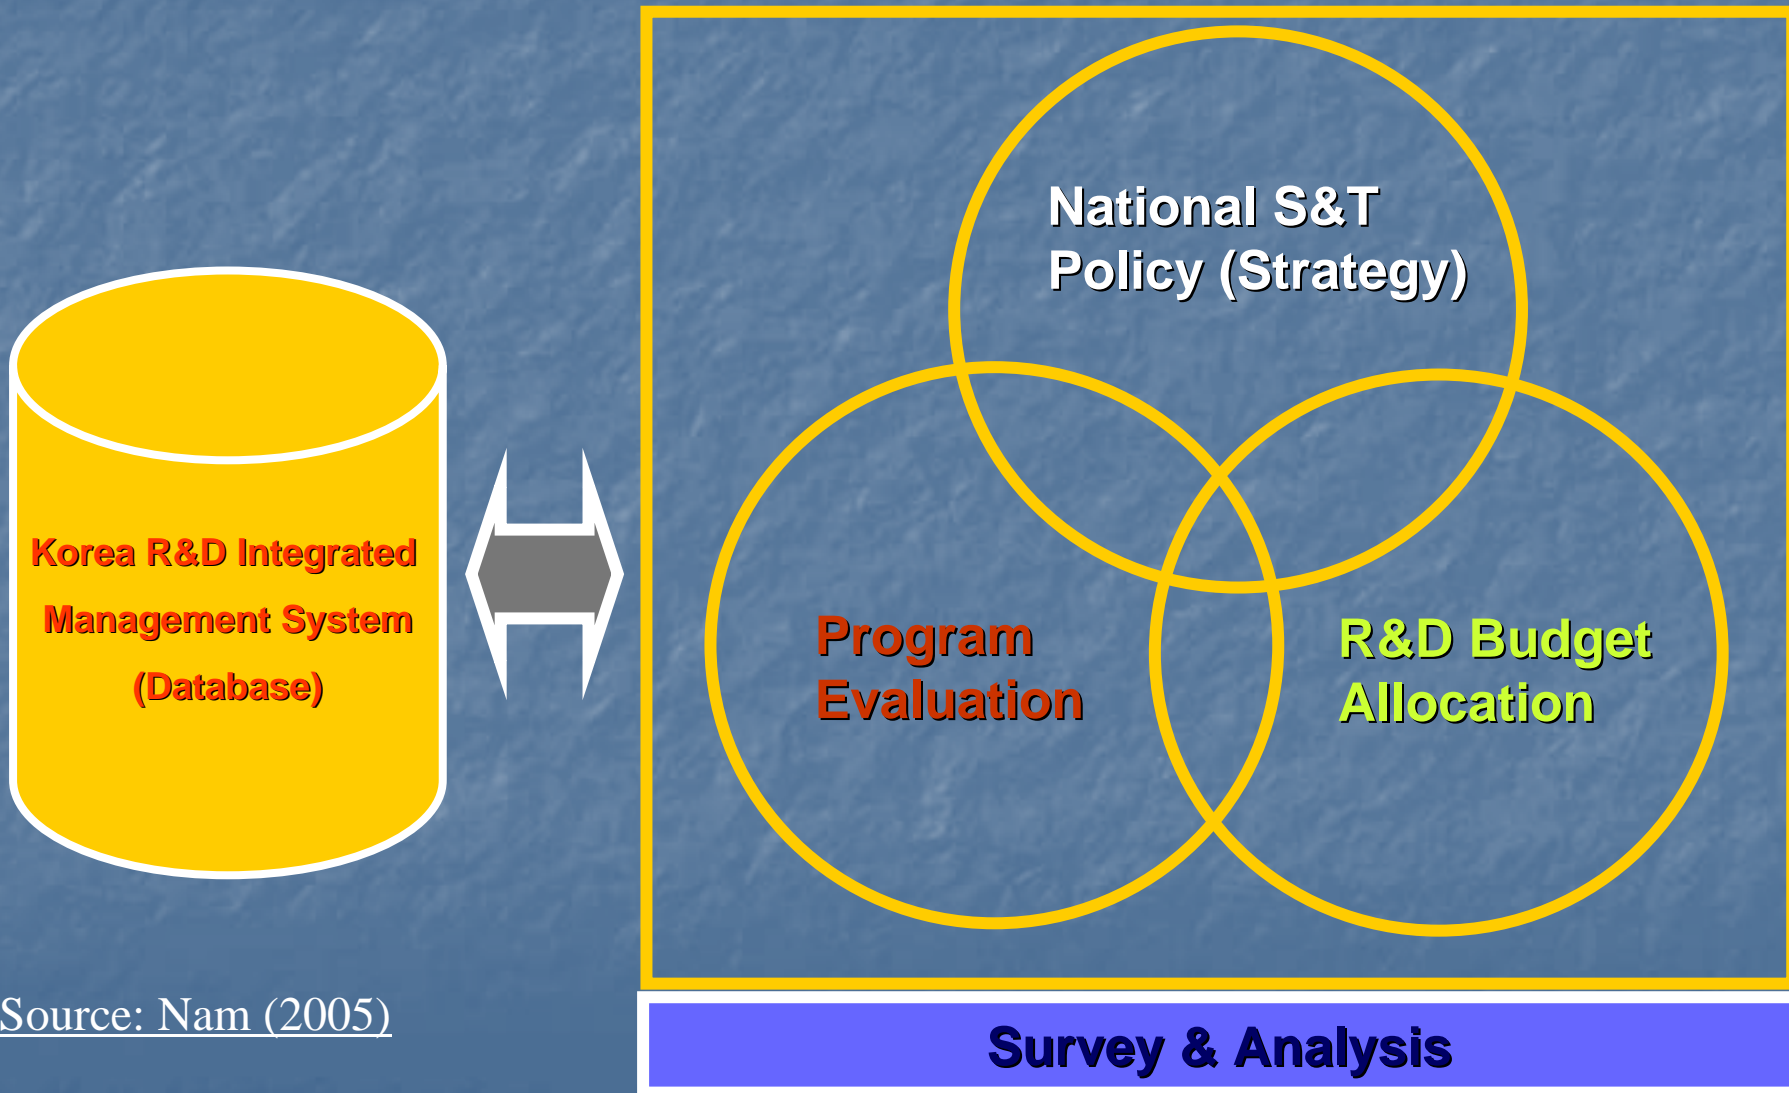 National S&T
Policy (Strategy)
Korea R&D Integrated
Management System
(Database)
Program
Evaluation
R&D Budget
Allocation
Source: Nam (2005)
Survey & Analysis